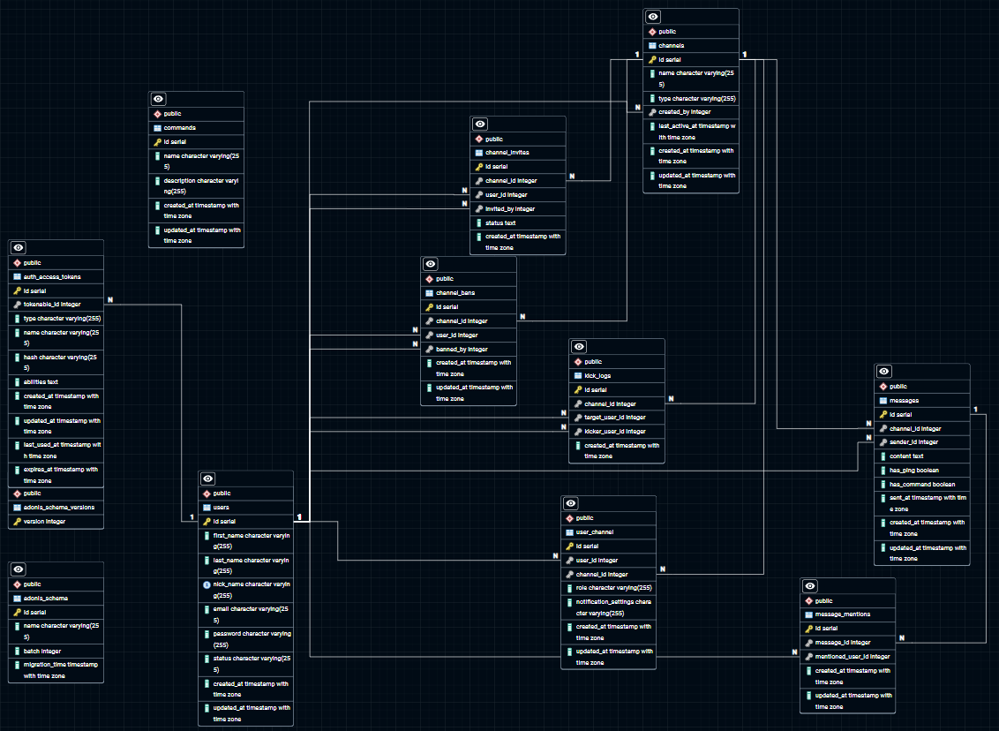 public
channels
id serial
name character varying(25
5)
type character varying(255)
created_by integer
last_active_at timestamp w
ith time zone
created_at timestamp with
time zone
updated_at timestamp with
time zone
1
1
N
public
commands
id serial
name character varying(25
5)
description character varyi
ng(255)
created_at timestamp with
time zone
updated_at timestamp with
time zone
public
channel_invites
id serial
channel_id integer
user_id integer
invited_by integer
status text
created_at timestamp with
time zone
N
N
N
public
auth_access_tokens
id serial
tokenable_id integer
type character varying(255)
name character varying(25
5)
hash character varying(25
5)
abilities text
created_at timestamp with
time zone
updated_at timestamp with
time zone
last_used_at timestamp wit
h time zone
expires_at timestamp with
time zone
N
public
adonis_schema_versions
version integer
public
channel_bans
id serial
channel_id integer
user_id integer
banned_by integer
created_at timestamp with
time zone
updated_at timestamp with
time zone
N
N
N
public
kick_logs
id serial
channel_id integer
target_user_id integer
kicker_user_id integer
created_at timestamp with
time zone
N
N
N
public
messages
id serial
channel_id integer
sender_id integer
content text
has_ping boolean
has_command boolean
sent_at timestamp with tim
e zone
created_at timestamp with
time zone
updated_at timestamp with
time zone
1
N
N
public
users
id serial
first_name character varyin
g(255)
last_name character varyin
g(255)
nick_name character varyin
g(255)
email character varying(25
5)
password character varying
(255)
status character varying(25
5)
created_at timestamp with
time zone
updated_at timestamp with
time zone
1
1
public
user_channel
id serial
user_id integer
channel_id integer
role character varying(255)
notification_settings chara
cter varying(255)
created_at timestamp with
time zone
updated_at timestamp with
time zone
N
N
public
adonis_schema
id serial
name character varying(25
5)
batch integer
migration_time timestamp
with time zone
public
message_mentions
id serial
message_id integer
mentioned_user_id integer
created_at timestamp with
time zone
updated_at timestamp with
time zone
N
N